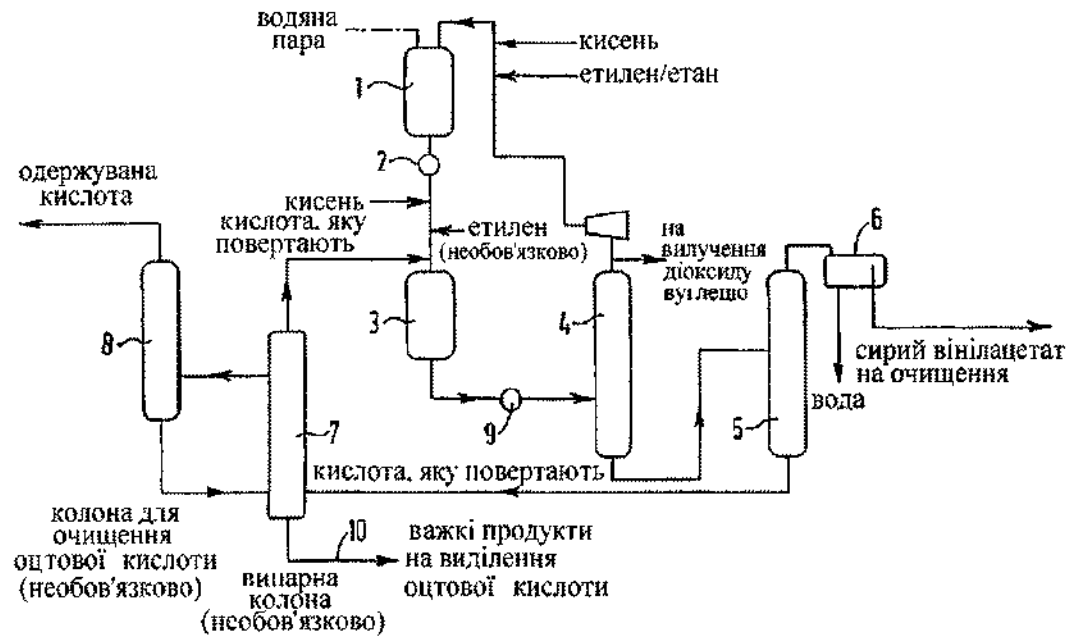 водяна
пара
кисень
етилен/етан
1
2
одержувана
кислота
кисень
кислота, яку
повертають
етилен
(необов'язково)
на
вилучення
діоксиду
вуглецю
6
3
4
8
сирий вінілацетат
на очищення
вода
5
7
9
кислота, яку повертають
колона для
очищення
оцтової кислоти
(необов'язково)
10
важкі продукти
на виділення
оцтової кислоти
випарна
колона
(необов'язково)